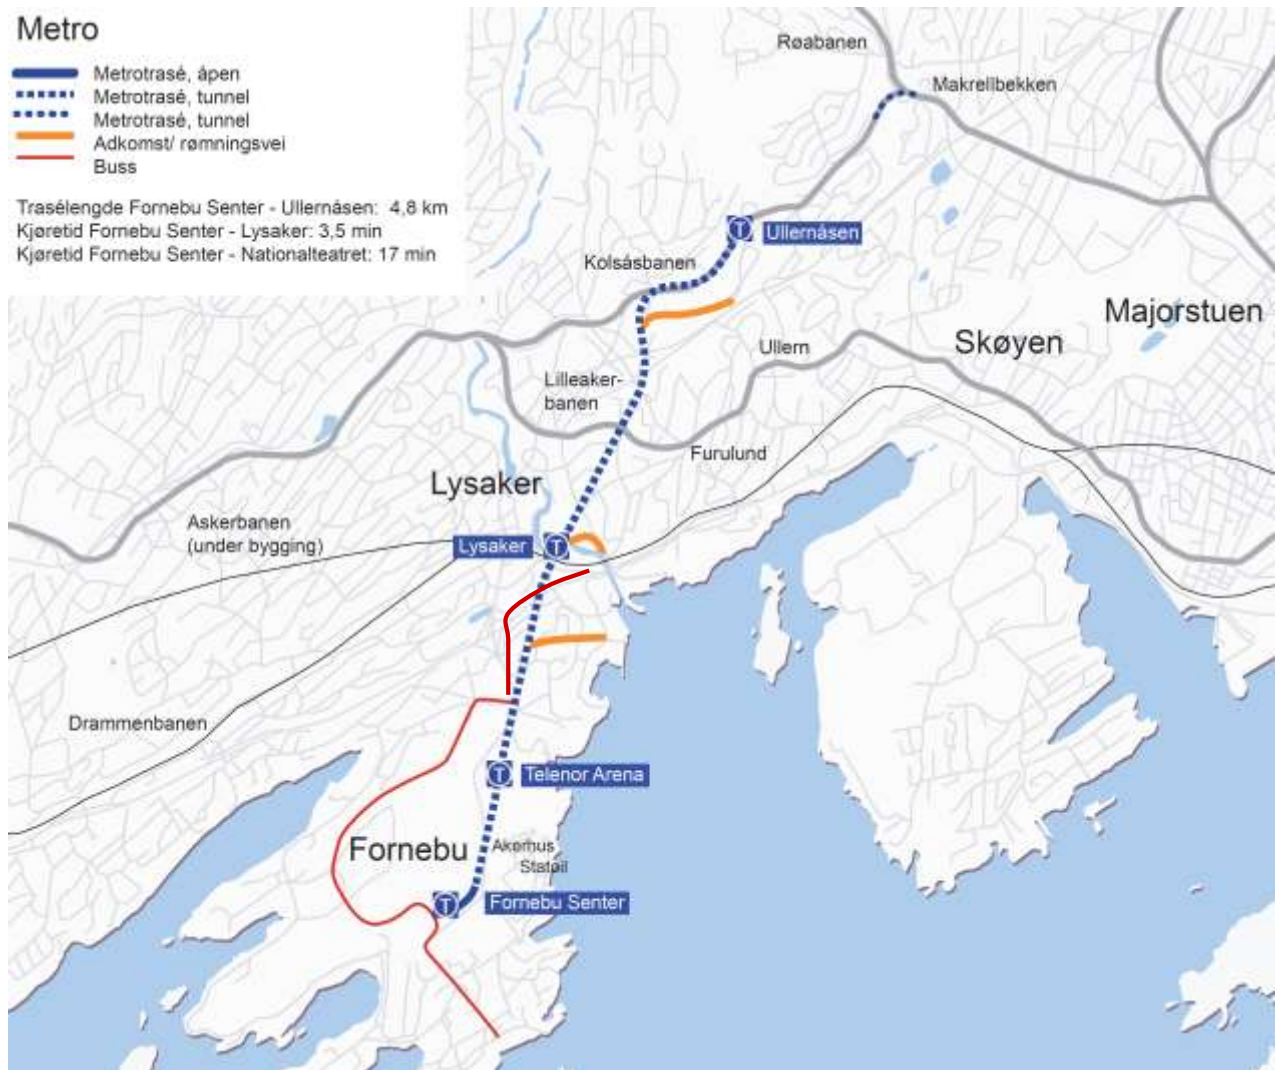 Metro
Metrotrasé, åpen
Metrotrasé, tunnel
Metrotrasé, tunnel
Adkomst/ rømningsvei
Buss
Trasélengde Fornebu Senter - Ullernåsen: 4,8 km
Kjøretid Fornebu Senter - Lysaker: 3,5 min
Kjøretid Fornebu Senter - Nationalteatret: 17 min
Røabanen
Makrellbekken
T
Ullernåsen
Kolsåsbanen
Majorstuen
Skøyen
Ullern
Lilleaker-
banen
Furulund
Lysaker
Askerbanen
(under bygging)
Lysaker
T
Drammenbanen
T
Telenor Arena
Fornebu
Akerhus
Statoil
T
Fornebu Senter